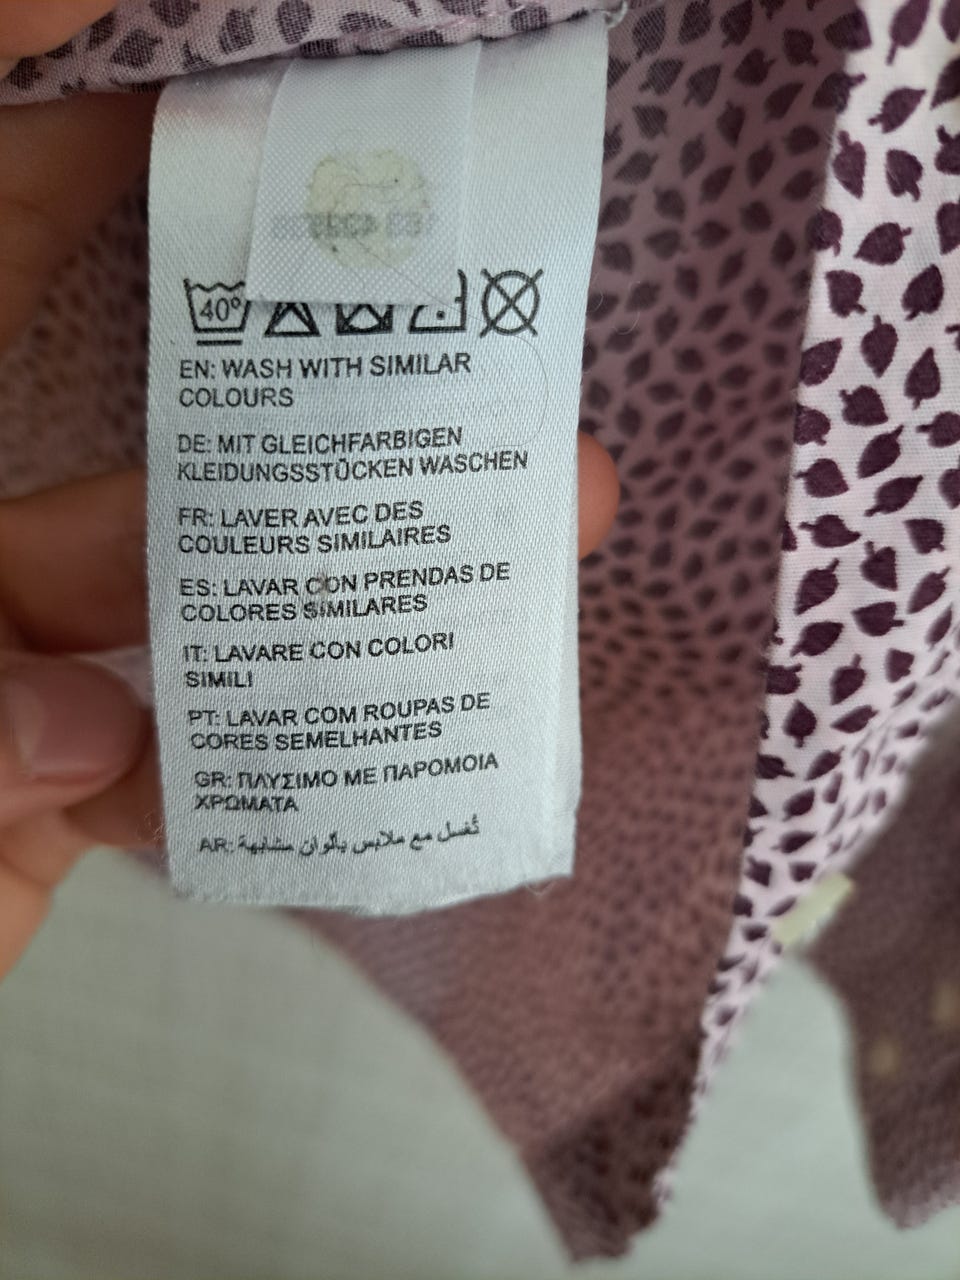 40°
EN: WASH WITH SIMILAR
COLOURS
DE: MIT GLEICHFARBIGEN
KLEIDUNGSSTÜCKEN WASCHEN
FR: LAVER AVEC DES
COULEURS SIMILAIRES
ES: LAVAR CON PRENDAS DE
COLORES SIMILARES
IT: LAVARE CON COLORI
SIMILI
PT: LAVAR COM ROUPAS DE
CORES SEMELHANTES
GR: ΠΛΥΣΙΜΟ ΜΕ ΠΑΡΟΜΟΙΑ
ΧΡΩΜΑΤΑ
AR: تُغسل مع ملابس بألوان مشابهة